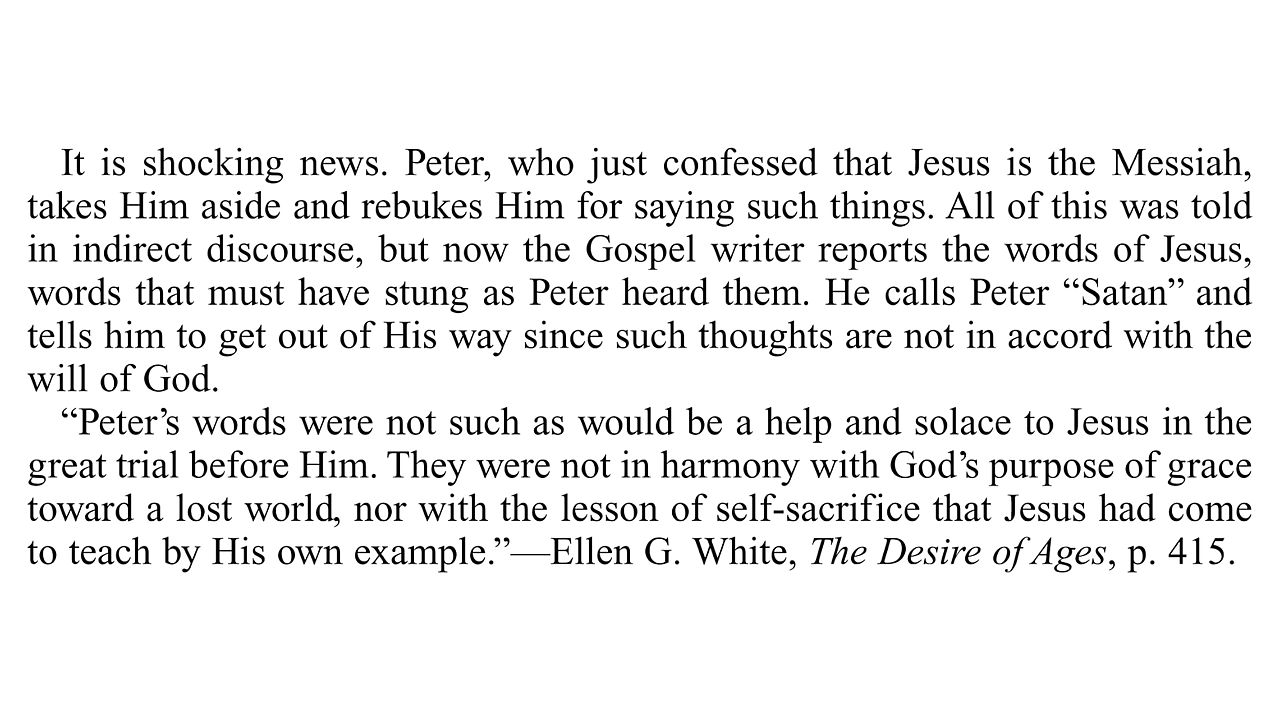 It is shocking news. Peter, who just confessed that Jesus is the Messiah,
takes Him aside and rebukes Him for saying such things. All of this was told
in indirect discourse, but now the Gospel writer reports the words of Jesus,
words that must have stung as Peter heard them. He calls Peter “Satan” and
tells him to get out of His way since such thoughts are not in accord with the
will of God.
“Peter’s words were not such as would be a help and solace to Jesus in the
great trial before Him. They were not in harmony with God’s purpose of grace
toward a lost world, nor with the lesson of self-sacrifice that Jesus had come
to teach by His own example.”—Ellen G. White, The Desire of Ages, p. 415.